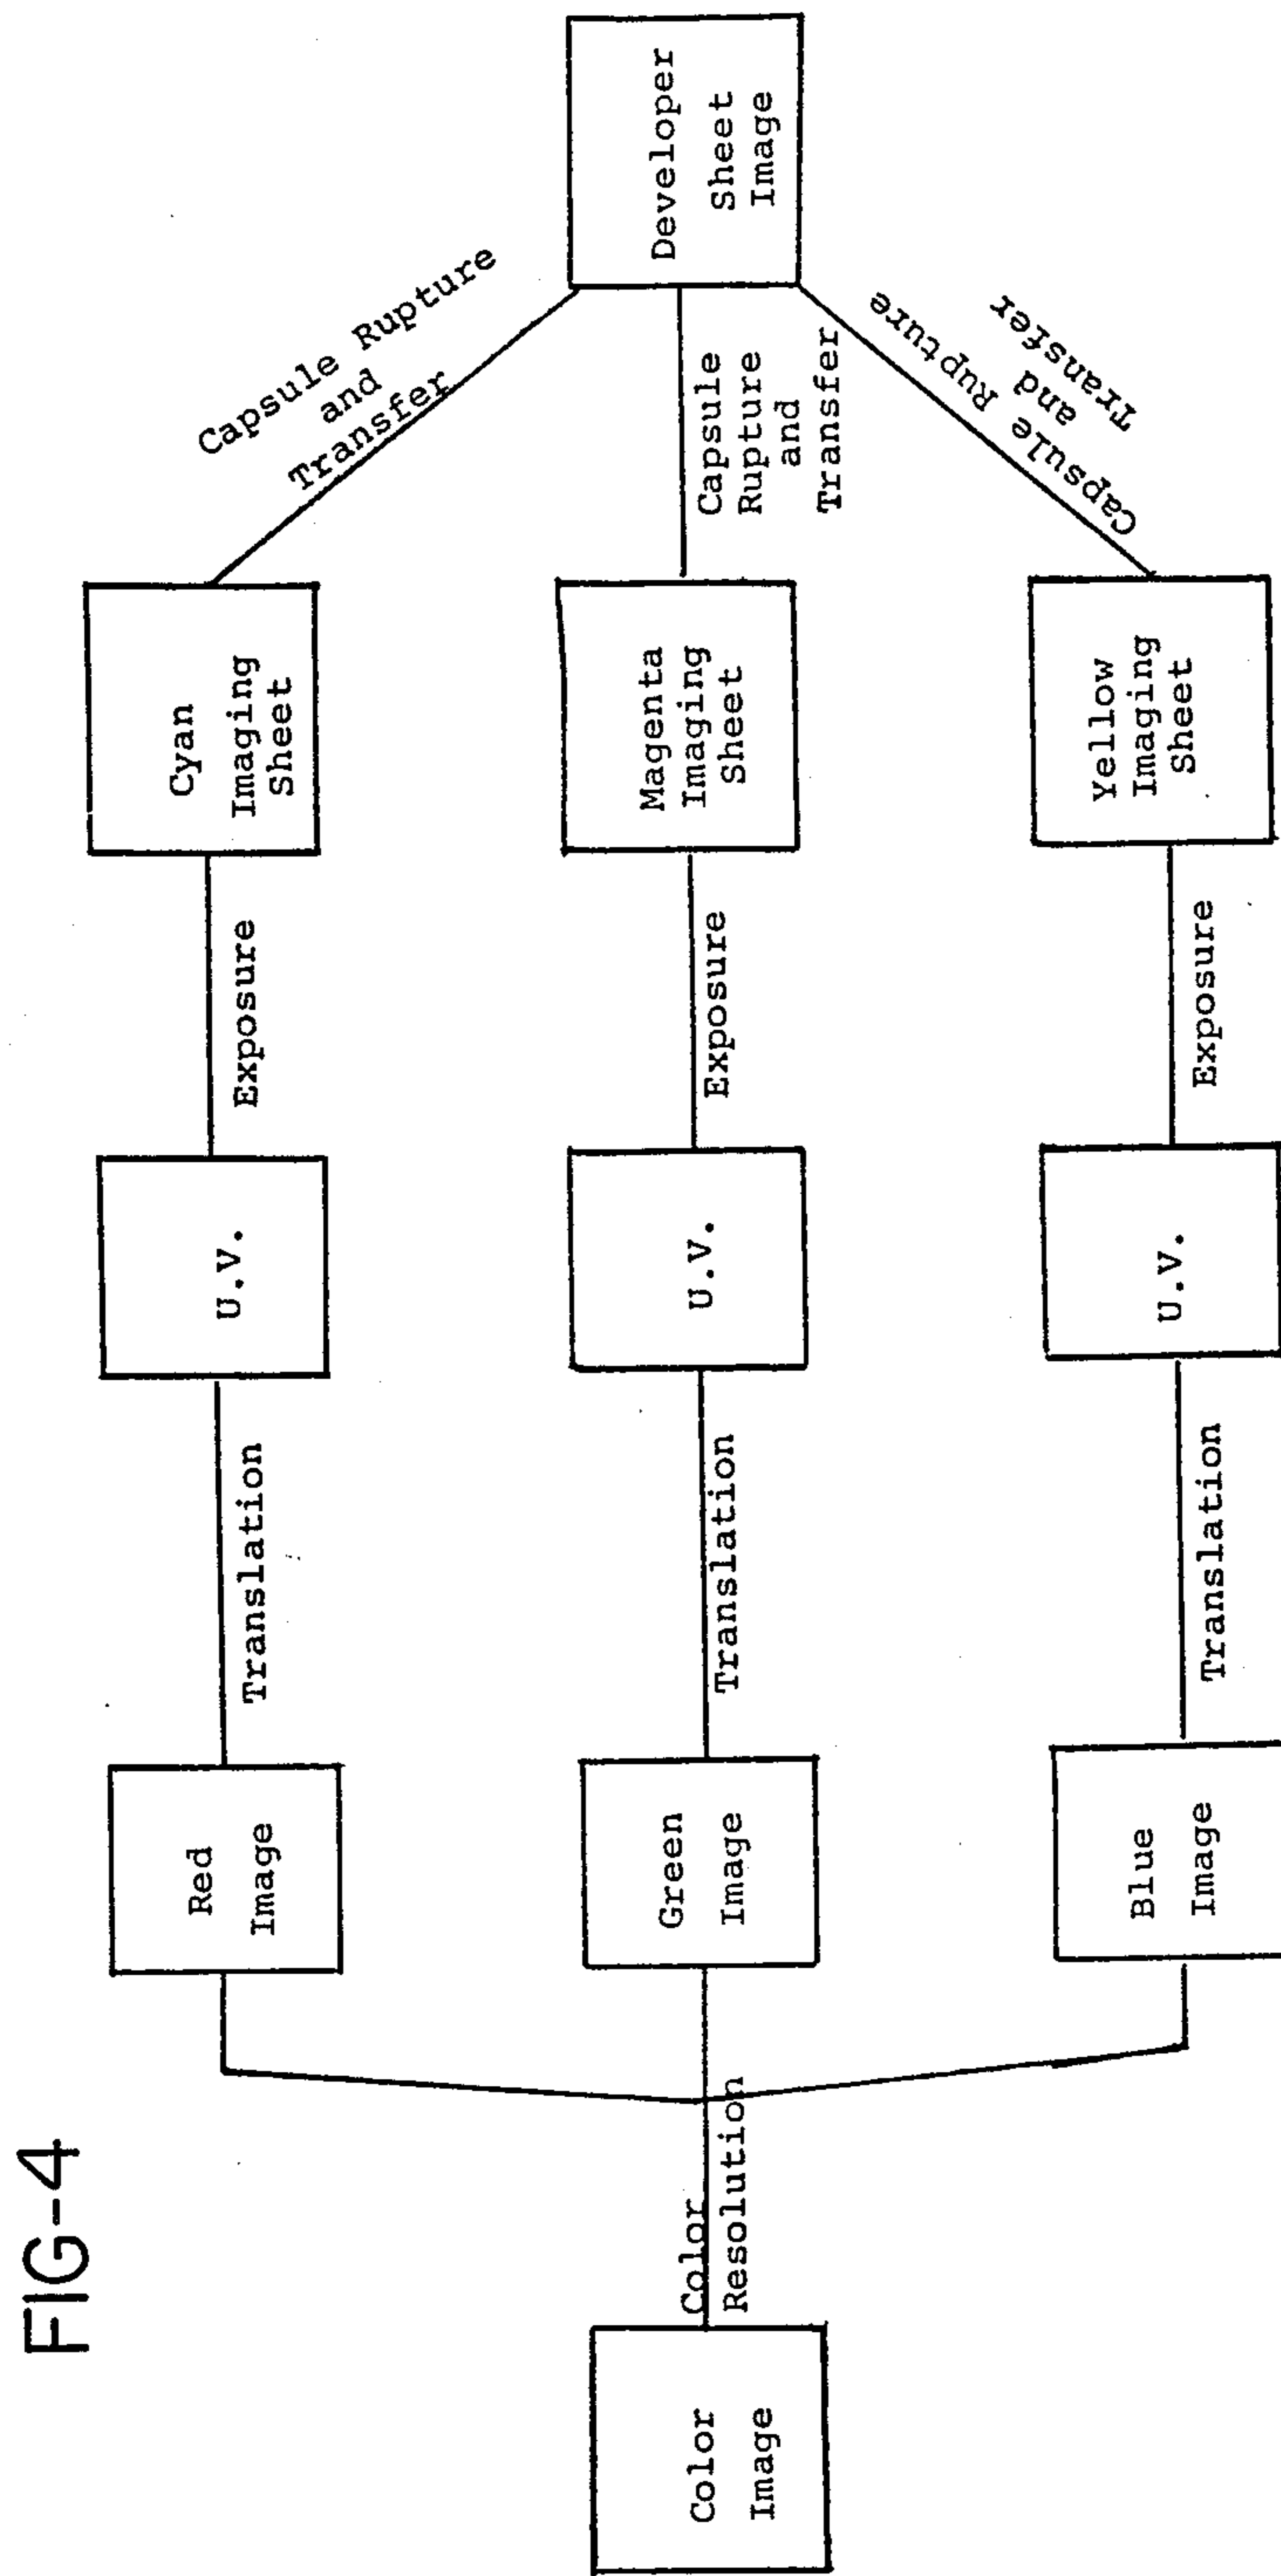 FIG-4
Color
Image
Color
Resolution
Red
Image
Translation
U.V.
Exposure
Cyan
Imaging
Sheet
Capsule Rupture
and
Transfer
Green
Image
Translation
U.V.
Exposure
Magenta
Imaging
Sheet
Capsule
Rupture
and
Transfer
Blue
Image
Translation
U.V.
Exposure
Yellow
Imaging
Sheet
Capsule Rupture
and
Transfer
Developer
Sheet
Image